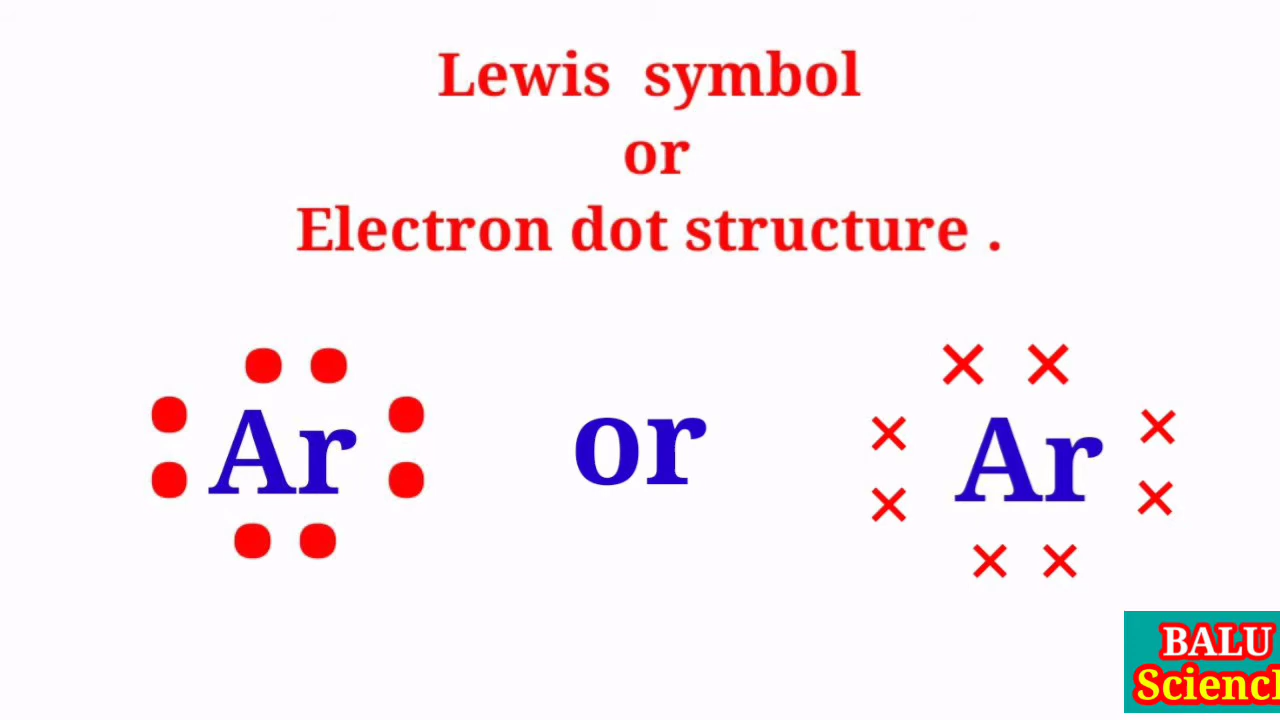 Lewis symbol
or
Electron dot structure .
Ar or Ar
BALU